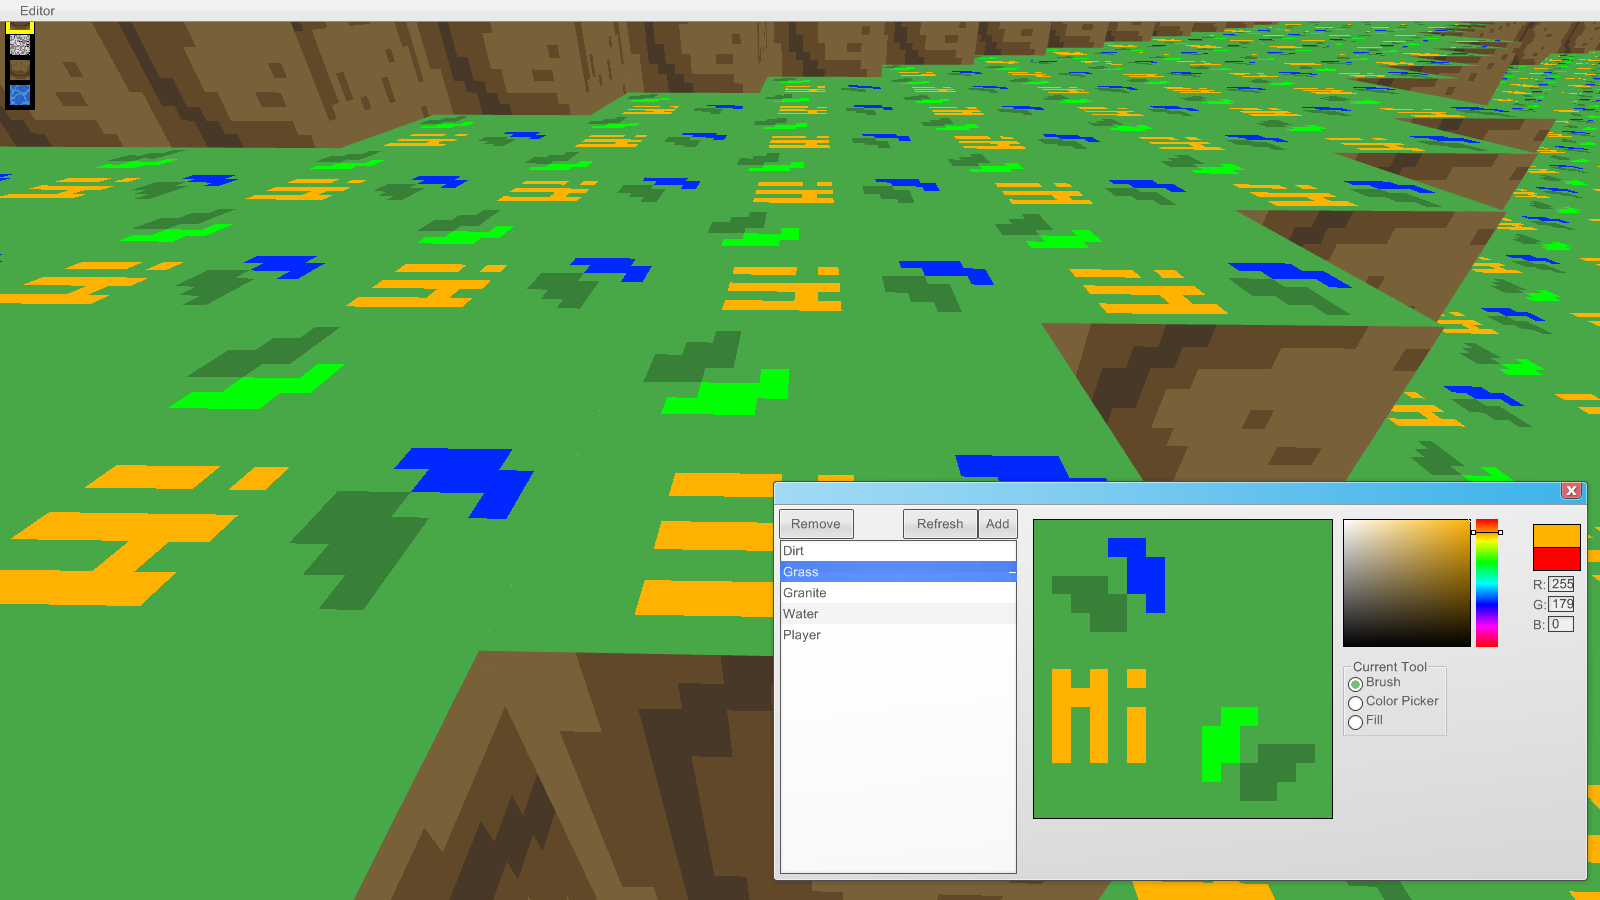 Editor
Remove
Refresh
Add
Dirt
Grass
Granite
Water
Player
Hi
R: 255
G: 179
B: 0
Current Tool
Brush
Color Picker
Fill